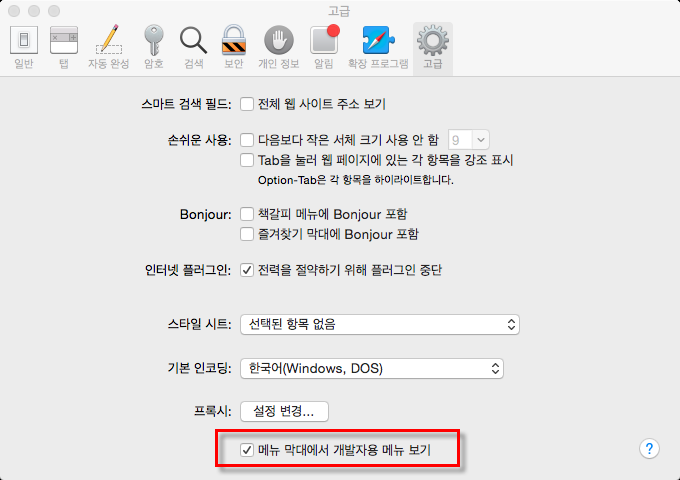 고급
일반 탭 자동 완성 암호 검색 보안 개인 정보 알림 확장 프로그램 고급
스마트 검색 필드: 전체 웹 사이트 주소 보기
손쉬운 사용: 다음보다 작은 서체 크기 사용 안 함 9
Tab을 눌러 웹 페이지에 있는 각 항목을 강조 표시
Option-Tab은 각 항목을 하이라이트합니다.
Bonjour: 책갈피 메뉴에 Bonjour 포함
즐겨찾기 막대에 Bonjour 포함
인터넷 플러그인: 전력을 절약하기 위해 플러그인 중단
스타일 시트: 선택된 항목 없음
기본 인코딩: 한국어(Windows, DOS)
프록시: 설정 변경...
메뉴 막대에서 개발자용 메뉴 보기 ?